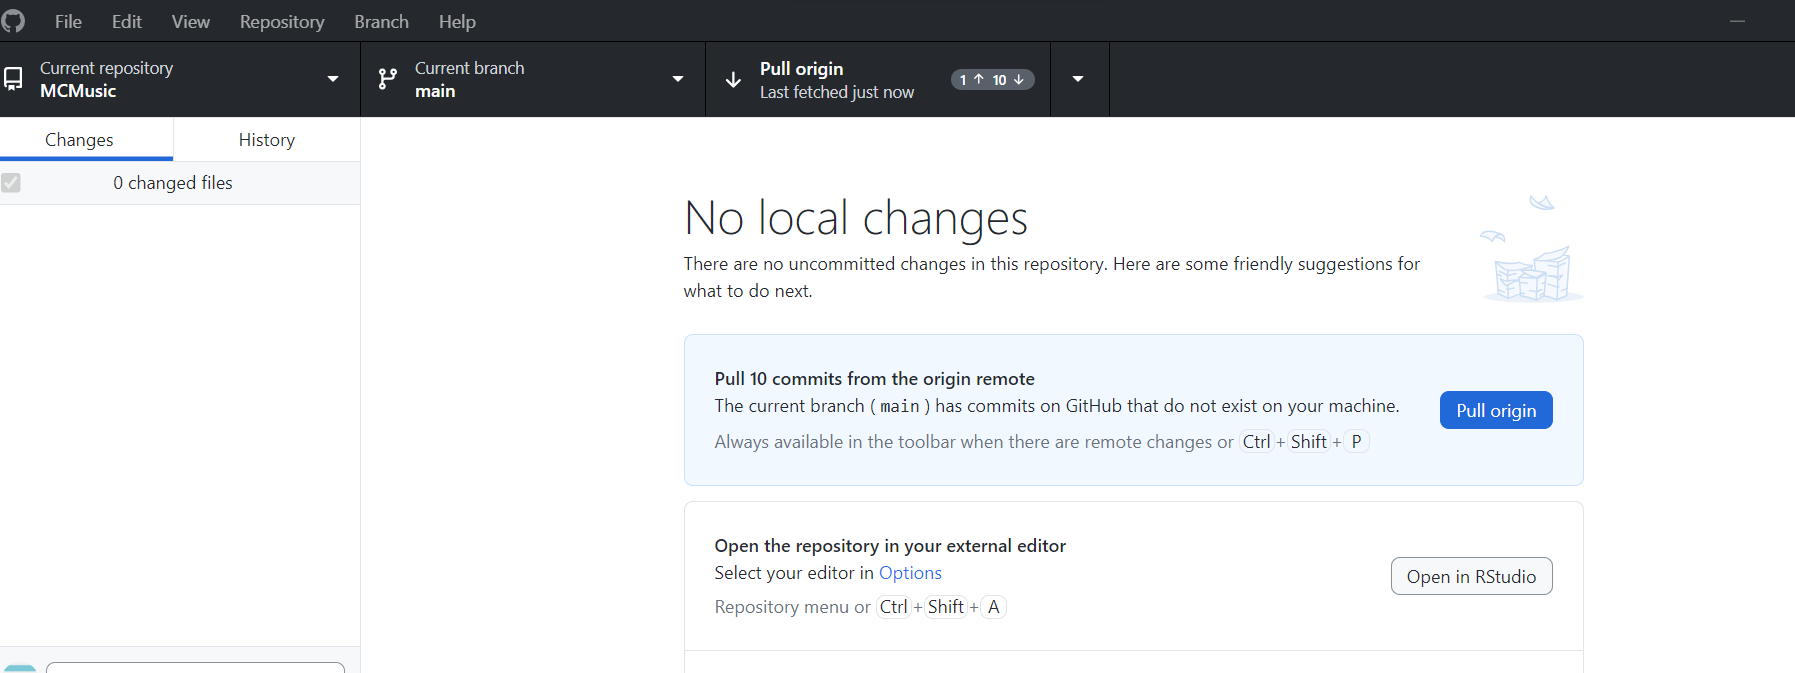 File Edit View Repository Branch Help
Current repository
MCMusic
Current branch
main
Pull origin
Last fetched just now
1 ↑ 10 ↓
Changes
History
0 changed files
No local changes
There are no uncommitted changes in this repository. Here are some friendly suggestions for
what to do next.
Pull 10 commits from the origin remote
The current branch ( main ) has commits on GitHub that do not exist on your machine.
Always available in the toolbar when there are remote changes or Ctrl + Shift + P
Pull origin
Open the repository in your external editor
Select your editor in Options
Repository menu or Ctrl + Shift + A
Open in RStudio